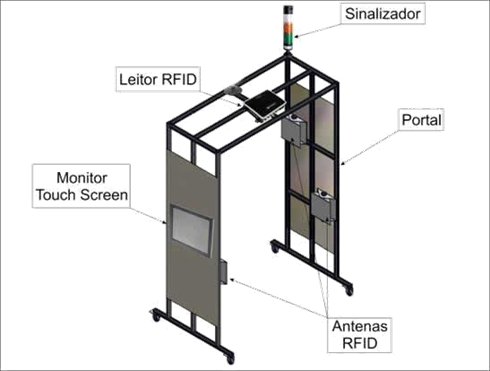 Sinalizador
Leitor RFID
Portal
Monitor
Touch Screen
Antenas
RFID